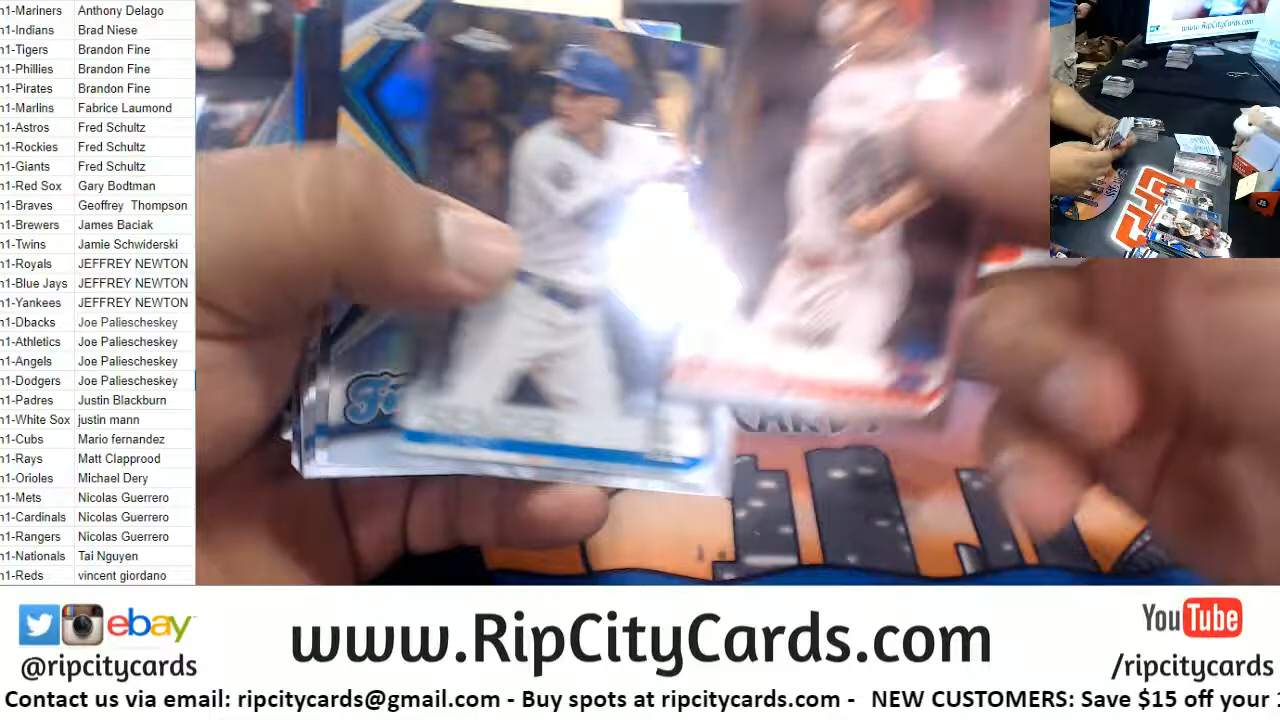 n1-Mariners Anthony Delago
n1-Indians Brad Niese
n1-Tigers Brandon Fine
n1-Phillies Brandon Fine
n1-Pirates Brandon Fine
n1-Marlins Fabrice Laumond
n1-Astros Fred Schultz
n1-Rockies Fred Schultz
n1-Giants Fred Schultz
n1-Red Sox Gary Bodtman
n1-Braves Geoffrey Thompson
n1-Brewers James Baciak
n1-Twins Jamie Schwiderski
n1-Royals JEFFREY NEWTON
n1-Blue Jays JEFFREY NEWTON
n1-Yankees JEFFREY NEWTON
n1-Dbacks Joe Paliescheskey
n1-Athletics Joe Paliescheskey
n1-Angels Joe Paliescheskey
n1-Dodgers Joe Paliescheskey
n1-Padres Justin Blackburn
n1-White Sox justin mann
n1-Cubs Mario fernandez
n1-Rays Matt Clapprood
n1-Orioles Michael Dery
n1-Mets Nicolas Guerrero
n1-Cardinals Nicolas Guerrero
n1-Rangers Nicolas Guerrero
n1-Nationals Tai Nguyen
n1-Reds vincent giordano
www.RipCityCards.com
ebay
@ripcitycards
www.RipCityCards.com
YouTube
/ripcitycards
Contact us via email: ripcitycards@gmail.com - Buy spots at ripcitycards.com - NEW CUSTOMERS: Save $15 off your 1